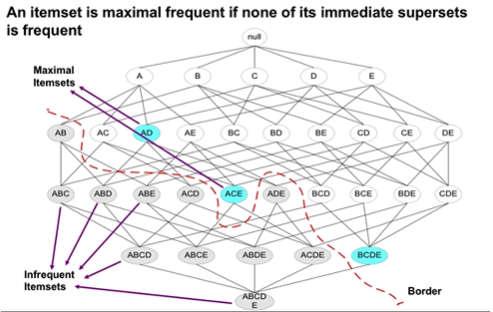 An itemset is maximal frequent if none of its immediate supersets
is frequent
null
Maximal
Itemsets
A B C D E
AB AC AD AE BC BD BE CD CE DE
ABC ABD ABE ACD ACE ADE BCD BCE BDE CDE
ABCD ABCE ABDE ACDE BCDE
Infrequent
Itemsets
Border
ABCD
E